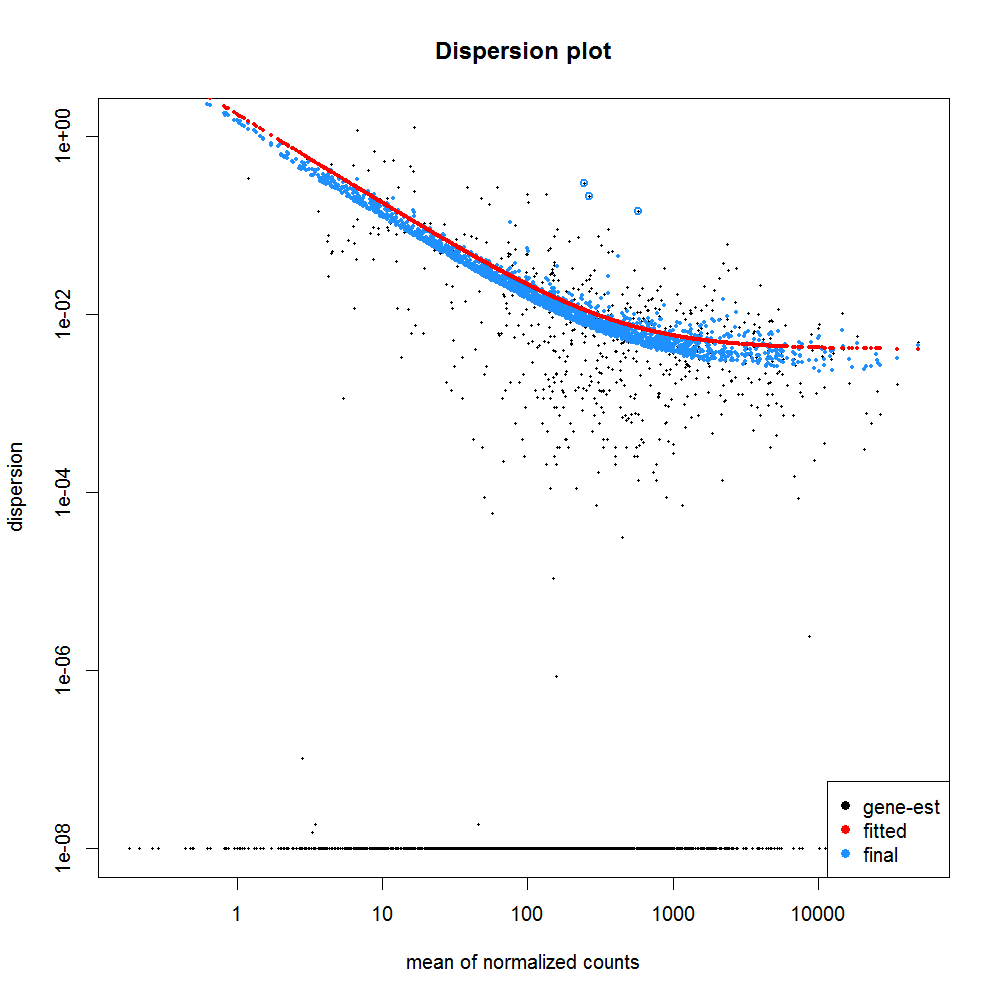 Dispersion plot
1e+00
1e-02
1e-04
1e-06
1e-08
dispersion
gene-est
fitted
final
1 10 100 1000 10000
mean of normalized counts